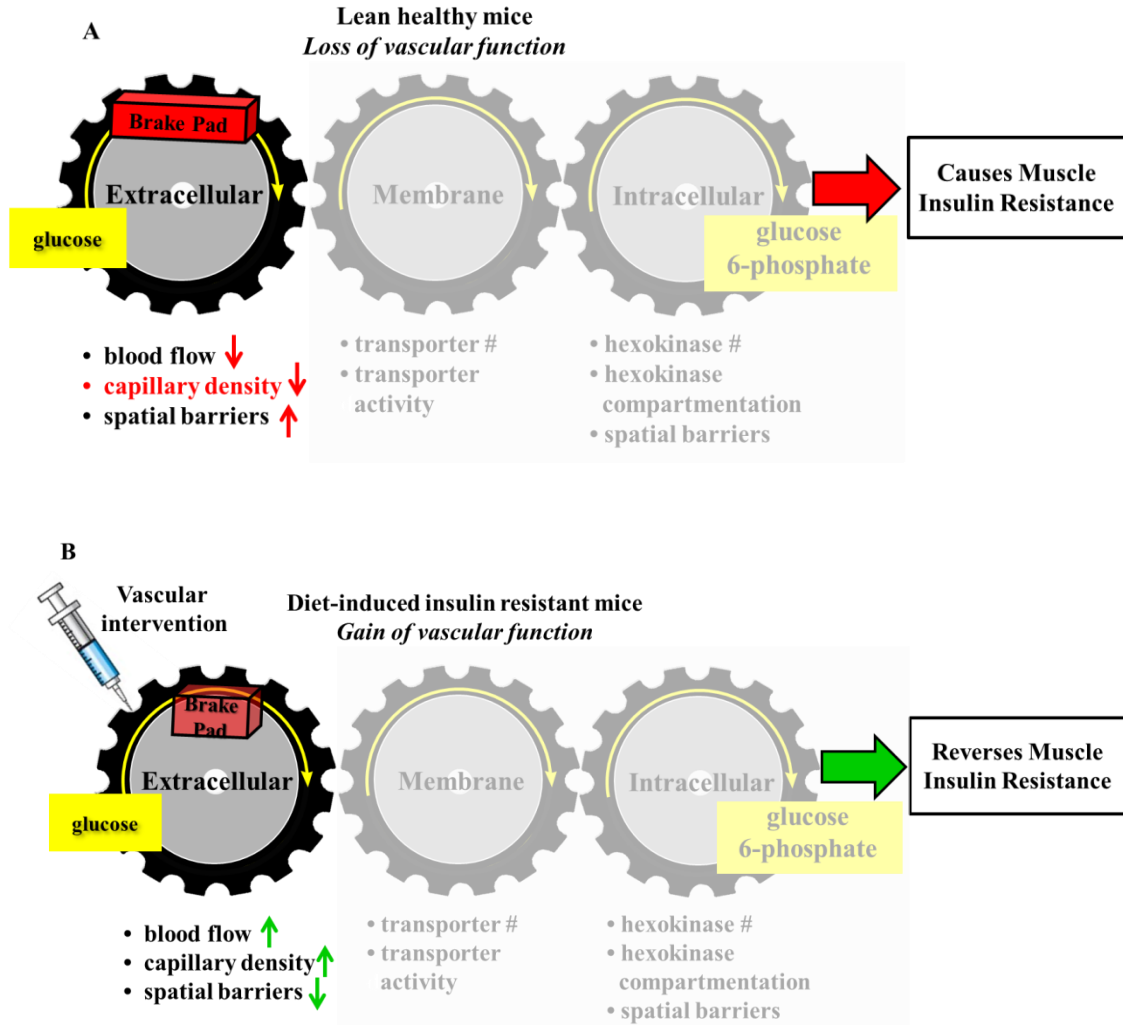 A
Lean healthy mice
Loss of vascular function
Brake Pad
Extracellular
Membrane
Intracellular
glucose
glucose
6-phosphate
Causes Muscle
Insulin Resistance
• blood flow ↓
• capillary density ↓
• spatial barriers ↑
• transporter #
• transporter
activity
• hexokinase #
• hexokinase
compartmentation
• spatial barriers
B
Vascular
intervention
Diet-induced insulin resistant mice
Gain of vascular function
Brake
Pad
Extracellular
Membrane
Intracellular
glucose
glucose
6-phosphate
Reverses Muscle
Insulin Resistance
• blood flow ↑
• capillary density ↑
• spatial barriers ↓
• transporter #
• transporter
activity
• hexokinase #
• hexokinase
compartmentation
• spatial barriers